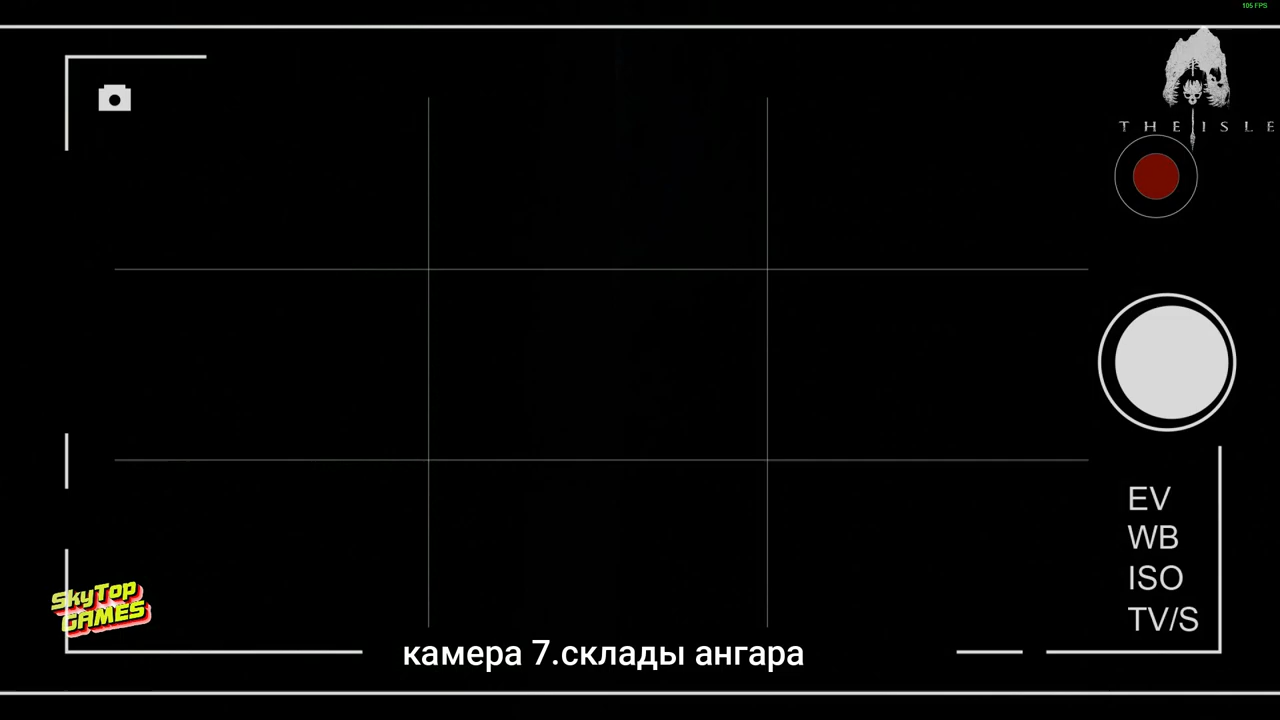 105 FPS
THE ISLE
EV
WB
ISO
TV/S
SkyTop
GAMES
камера 7.склады ангара